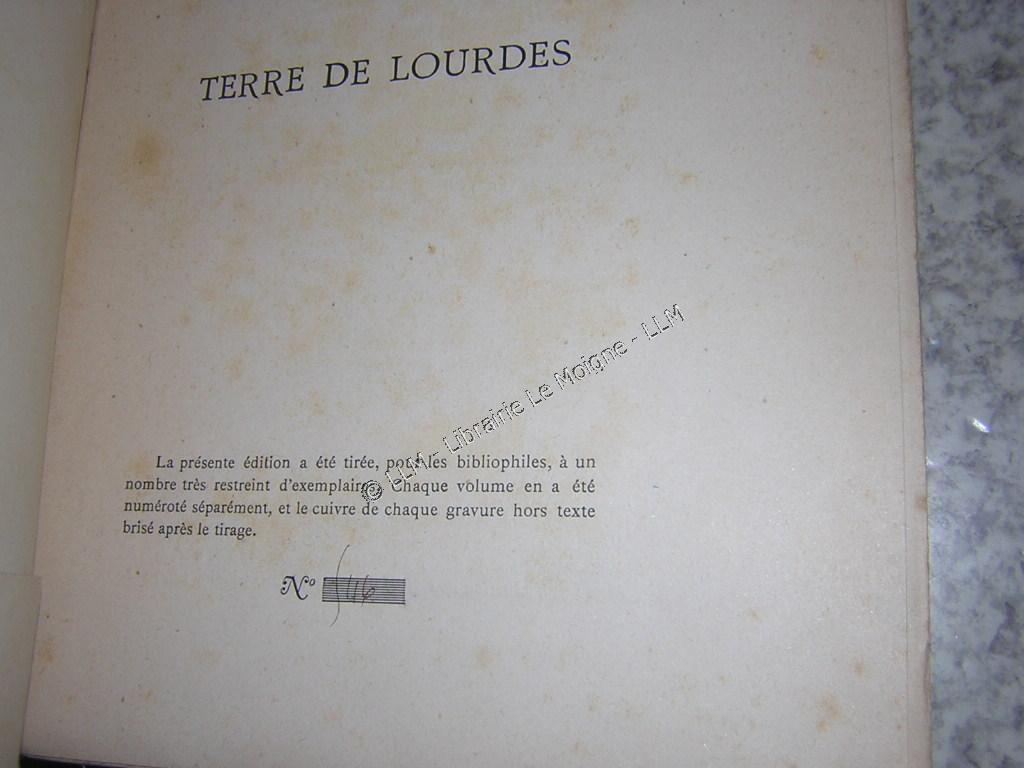 TERRE DE LOURDES
La présente édition a été tirée, pour les bibliophiles, à un
nombre très restreint d'exemplaires. Chaque volume en a été
numéroté séparément, et le cuivre de chaque gravure hors texte
brisé après le tirage.
Nº
© LLM - Librairie Le Moigne - LLM